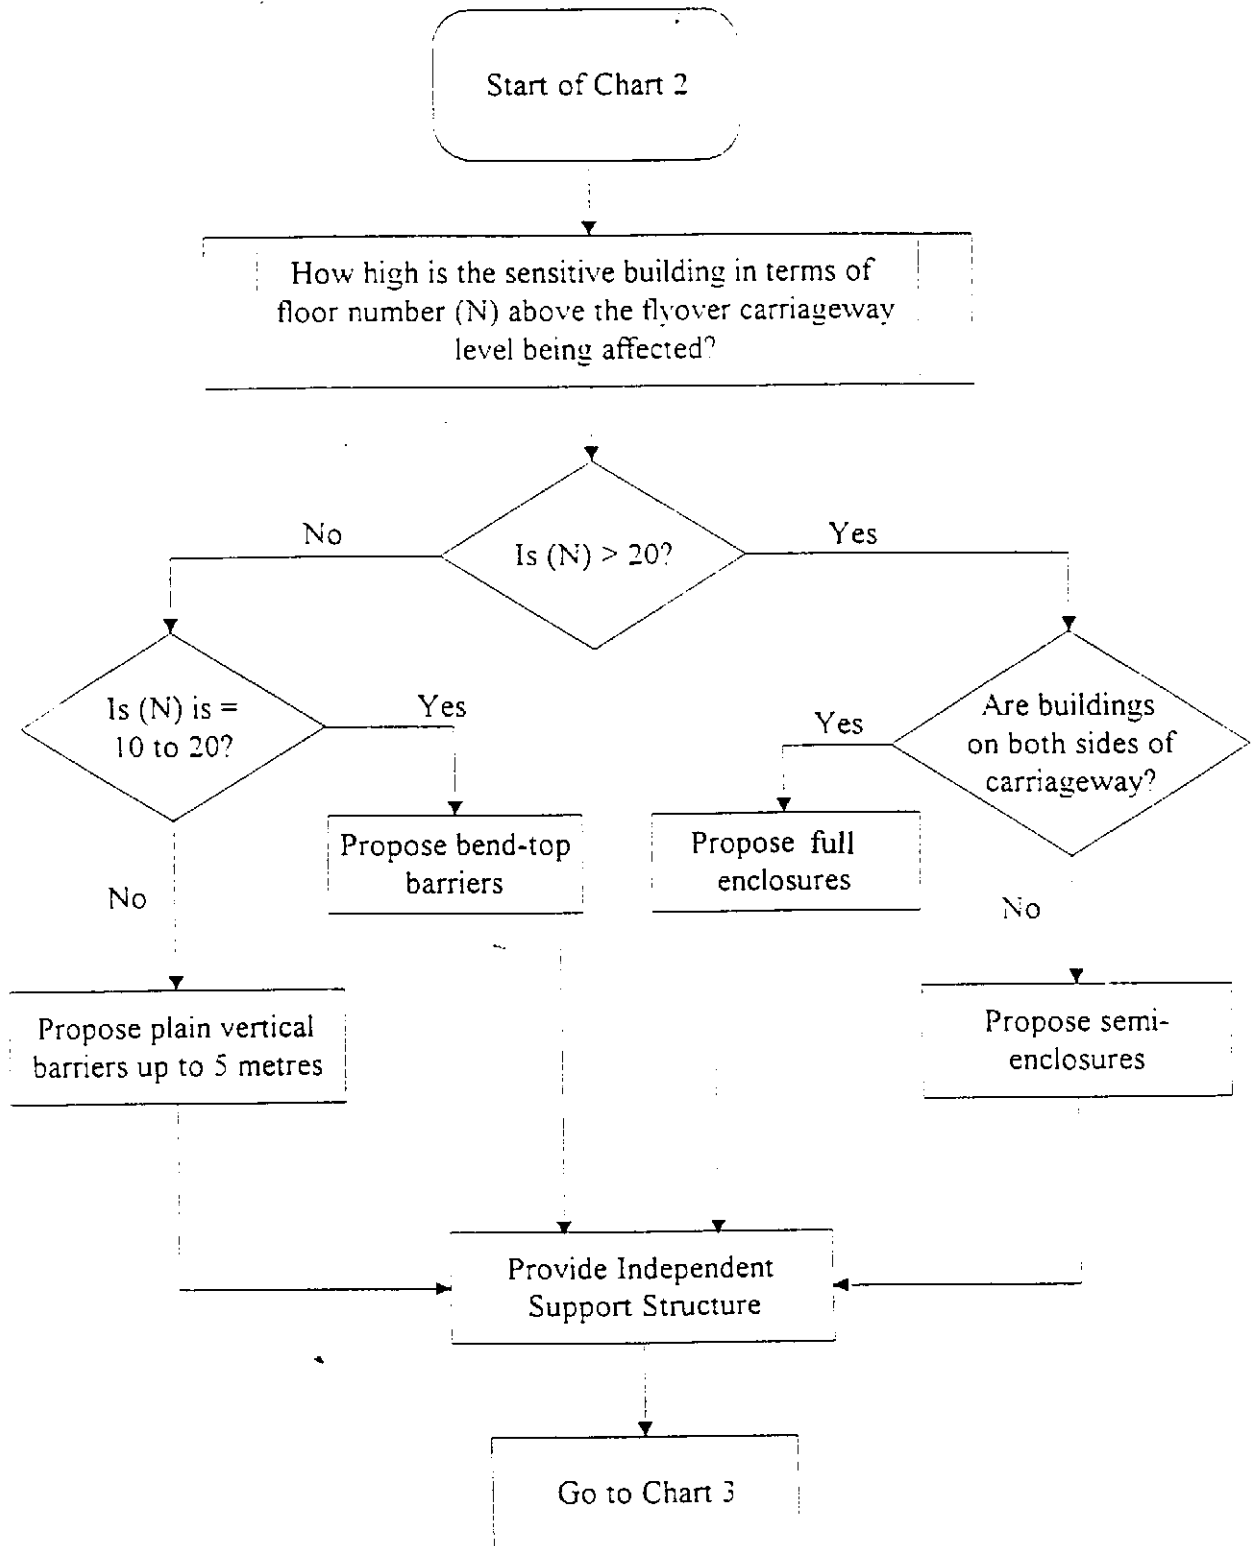 Start of Chart 2
How high is the sensitive building in terms of
floor number (N) above the flyover carriageway
level being affected?
Is (N) > 20?
No
Yes
Is (N) is =
10 to 20?
Yes
No
Are buildings
on both sides of
carriageway?
Yes
No
Propose bend-top
barriers
Propose full
enclosures
Propose plain vertical
barriers up to 5 metres
Propose semi-
enclosures
Provide Independent
Support Structure
Go to Chart 3